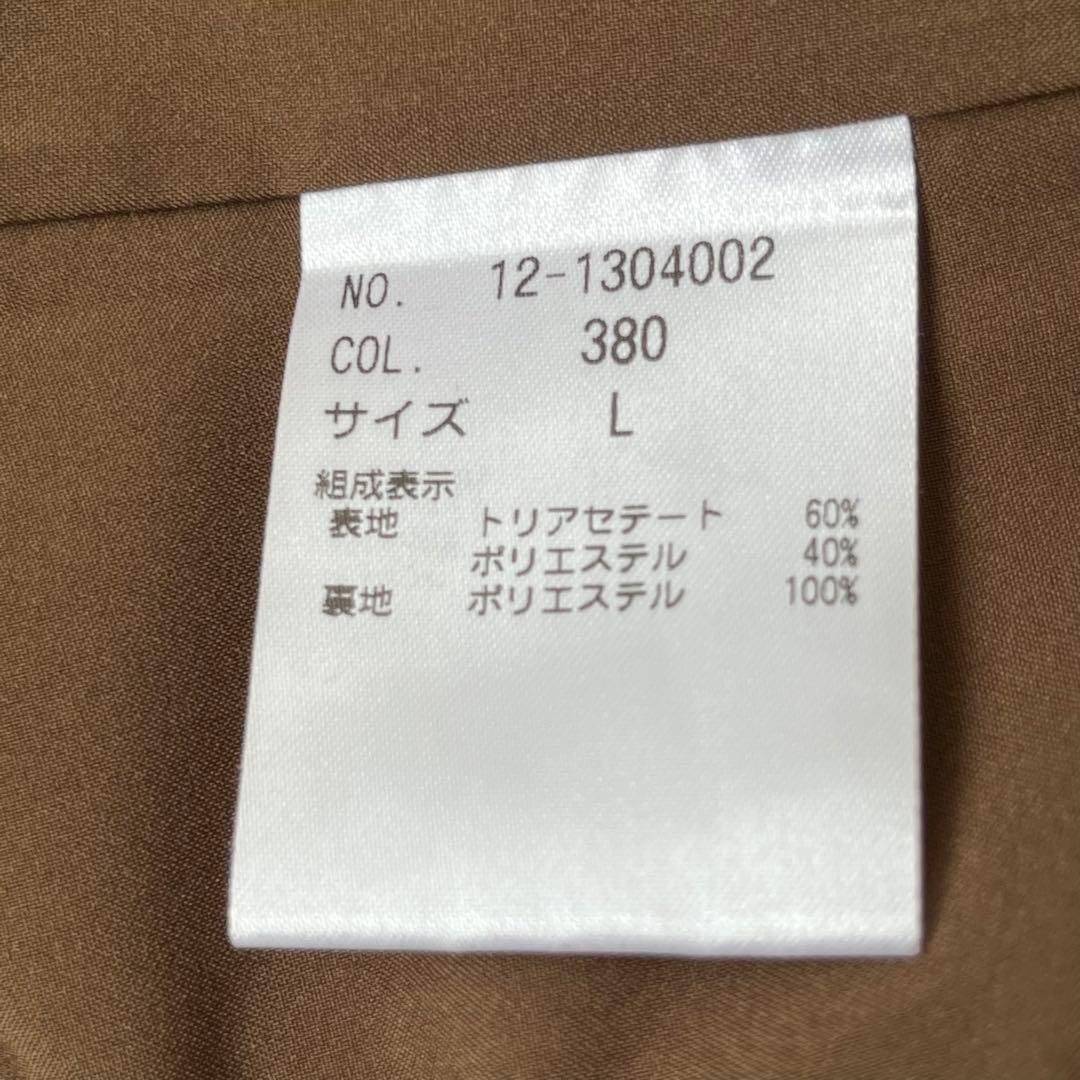 NO. 12-1304002
COL. 380
サイズ L
組成表示
表地 トリアセテート 60%
ポリエステル 40%
裏地 ポリエステル 100%